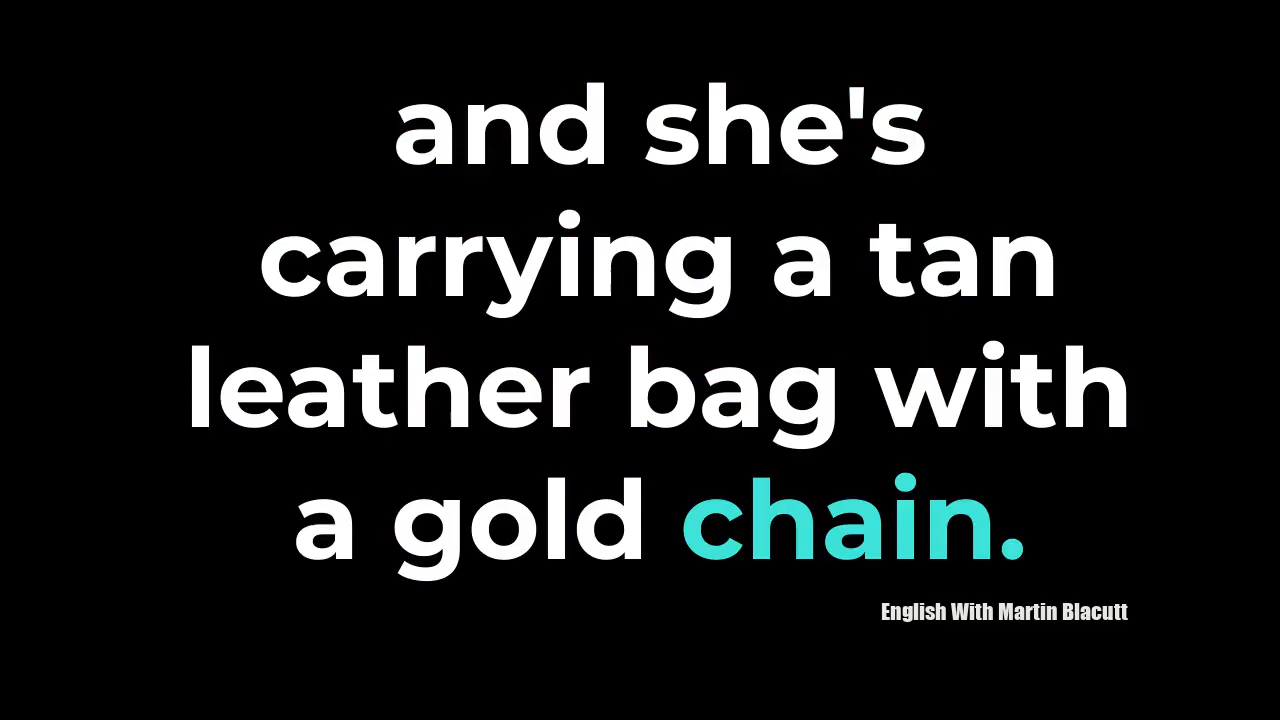 and she's
carrying a tan
leather bag with
a gold chain.
English With Martin Blacutt